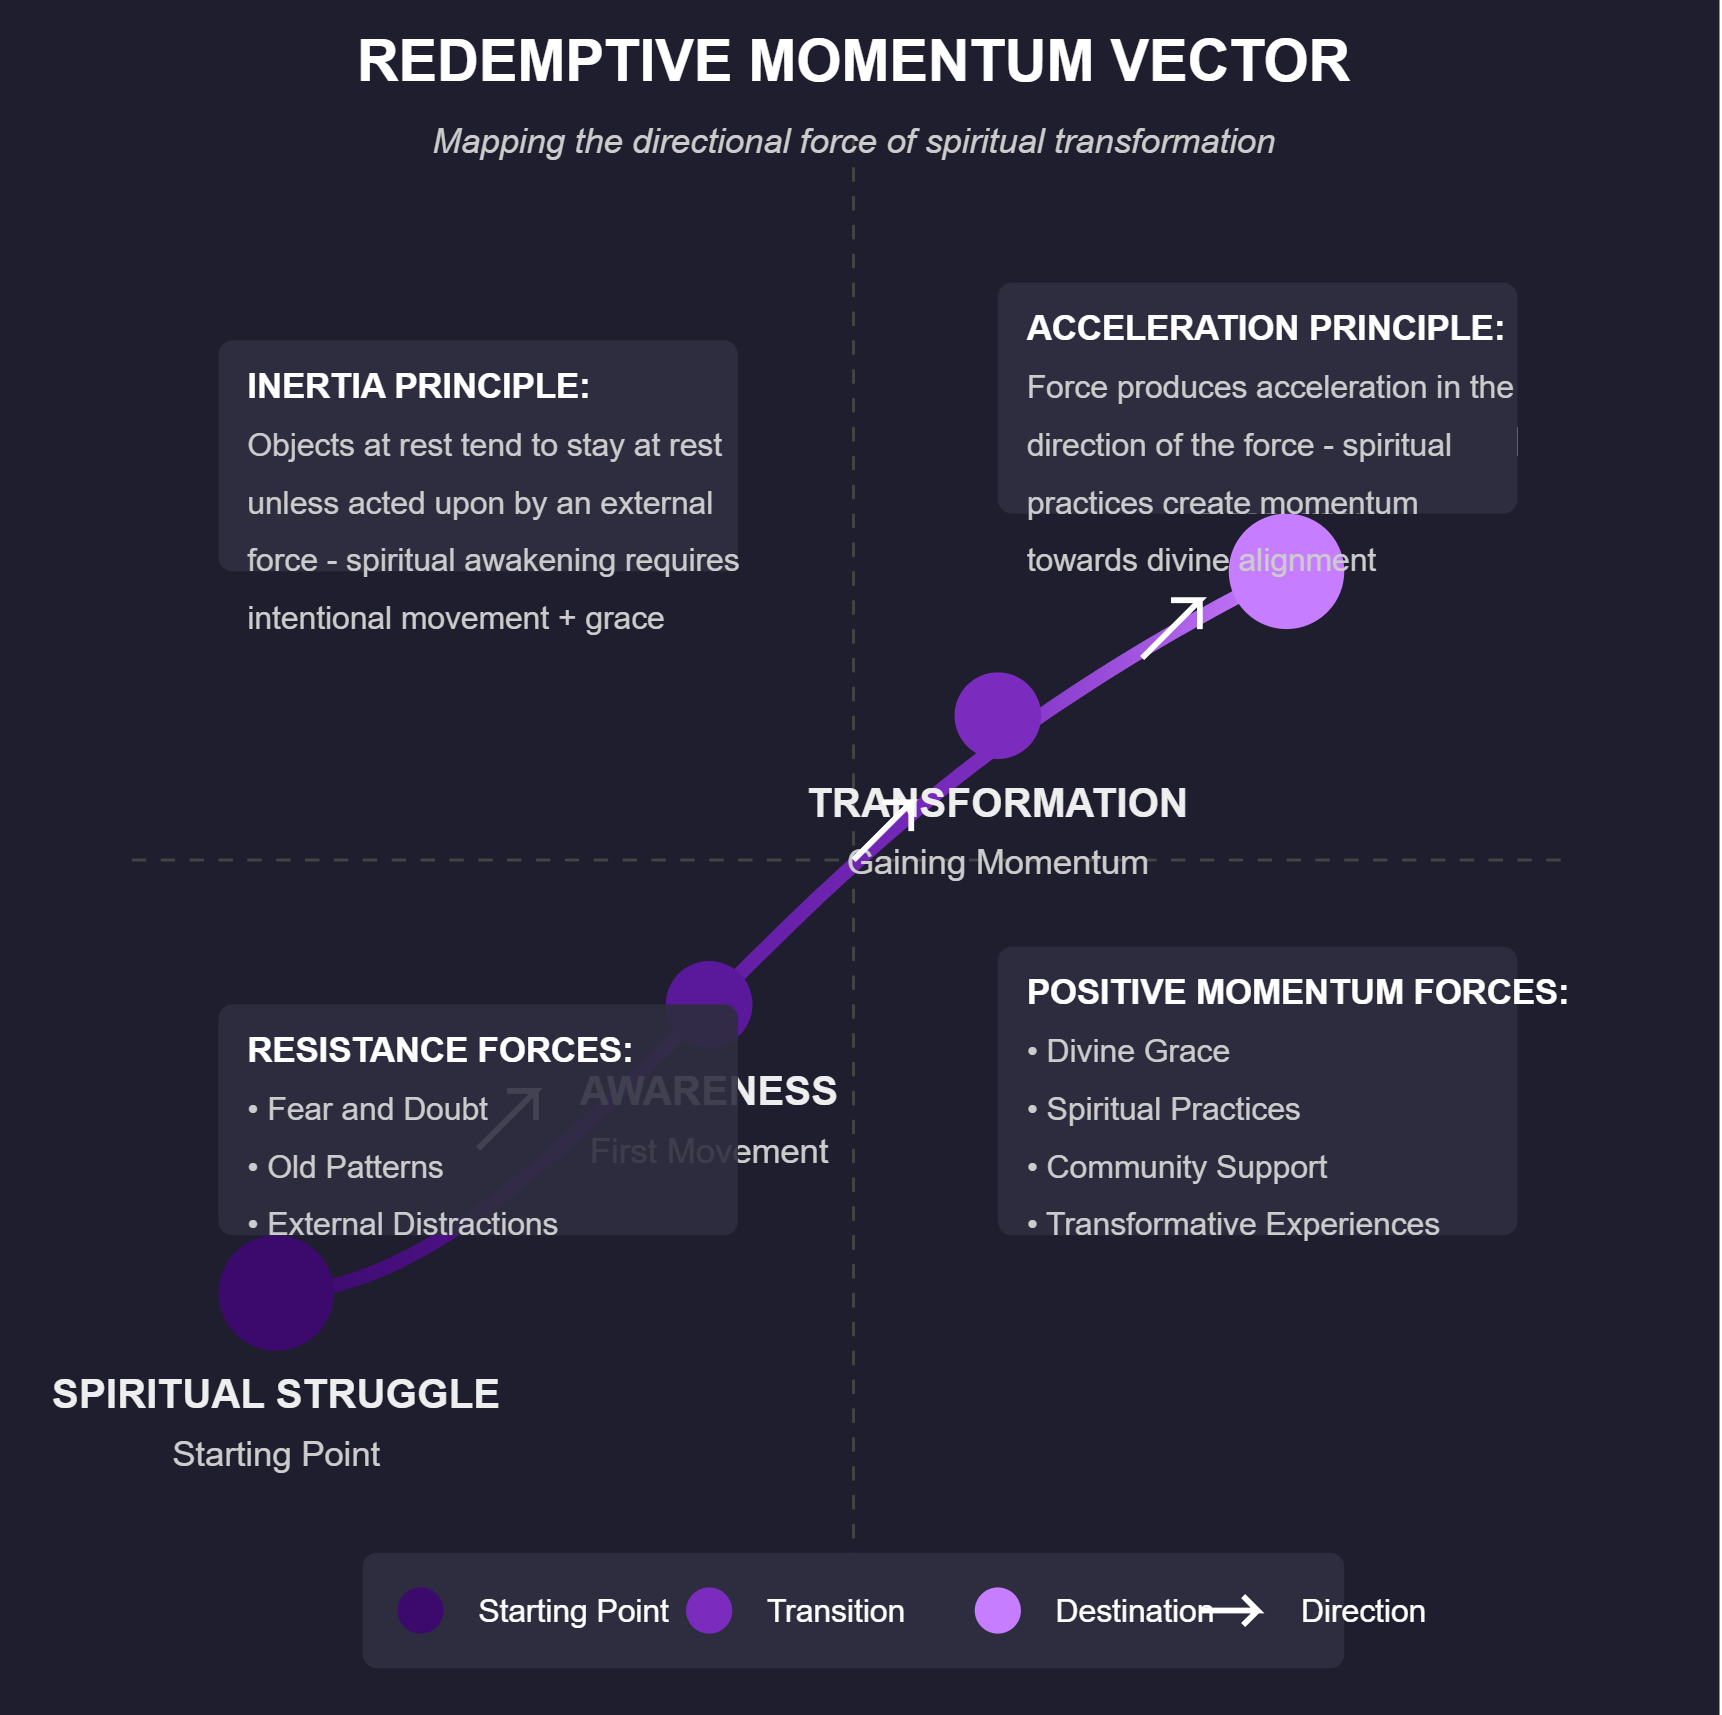 REDEMPTIVE MOMENTUM VECTOR
Mapping the directional force of spiritual transformation
INERTIA PRINCIPLE:
Objects at rest tend to stay at rest
unless acted upon by an external
force - spiritual awakening requires
intentional movement + grace
ACCELERATION PRINCIPLE:
Force produces acceleration in the
direction of the force - spiritual
practices create momentum
towards divine alignment
TRANSFORMATION
Gaining Momentum
RESISTANCE FORCES:
• Fear and Doubt
• Old Patterns
• External Distractions
AWARENESS
First Movement
POSITIVE MOMENTUM FORCES:
• Divine Grace
• Spiritual Practices
• Community Support
• Transformative Experiences
SPIRITUAL STRUGGLE
Starting Point
Starting Point
Transition
Destination
Direction